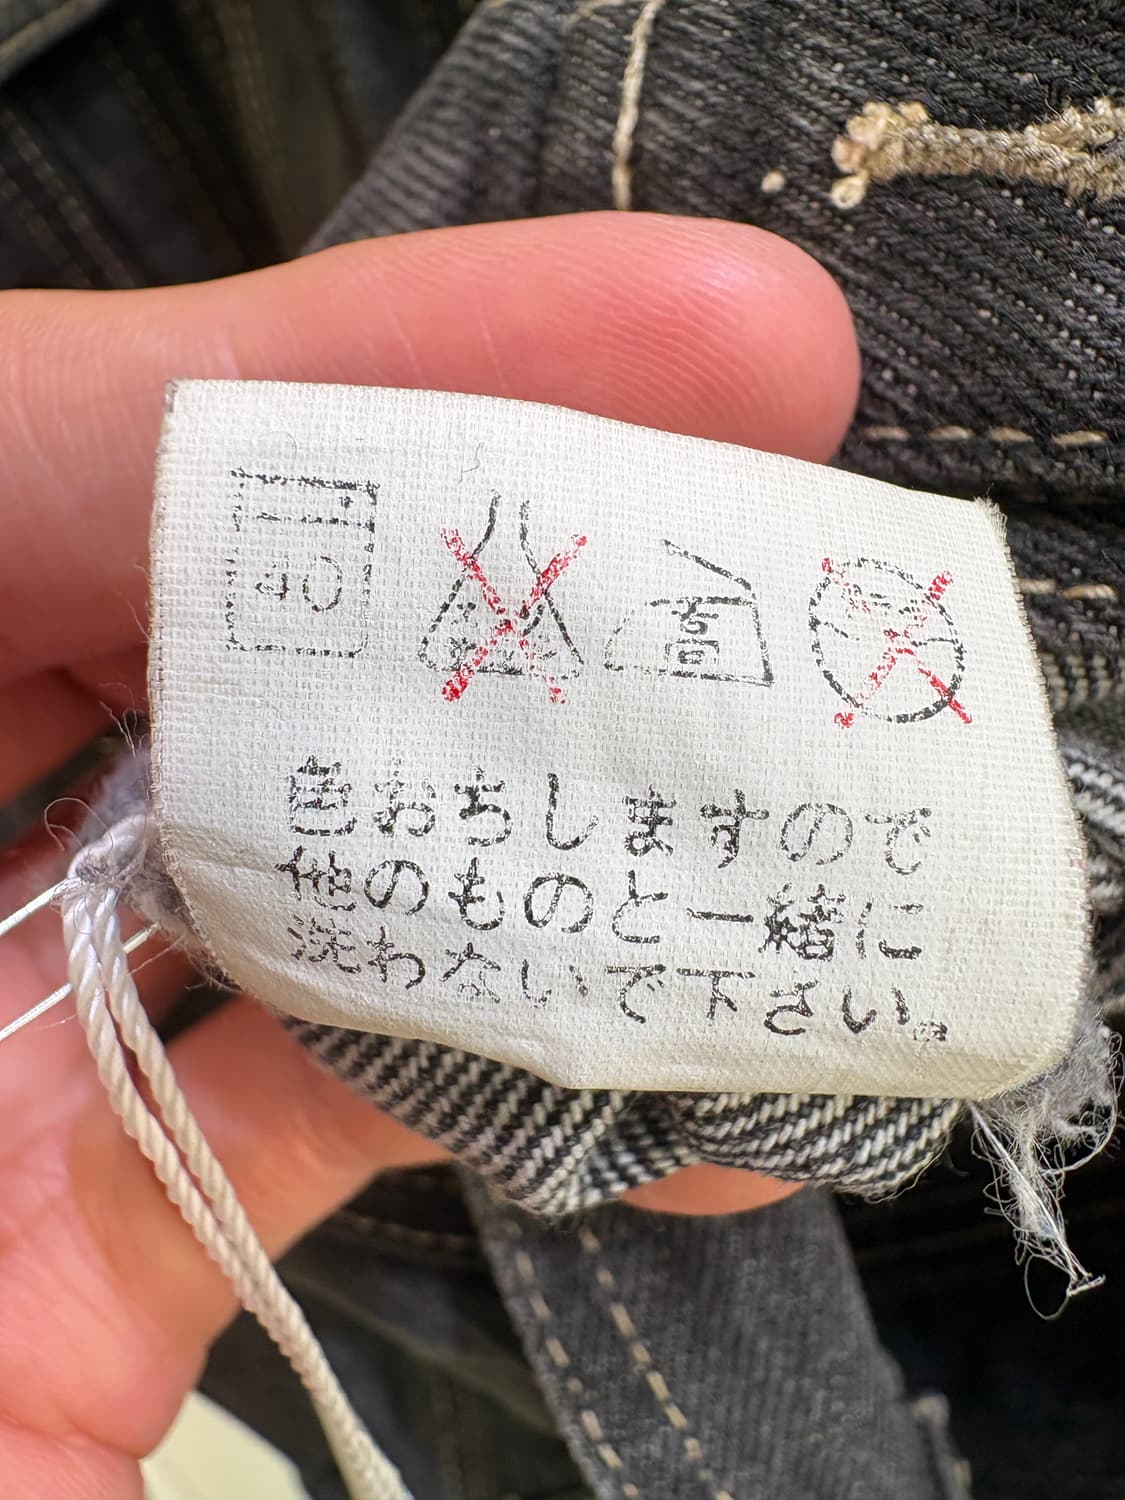 40
高
色おちしますので
他のものと一緒に
洗わないで下さい。